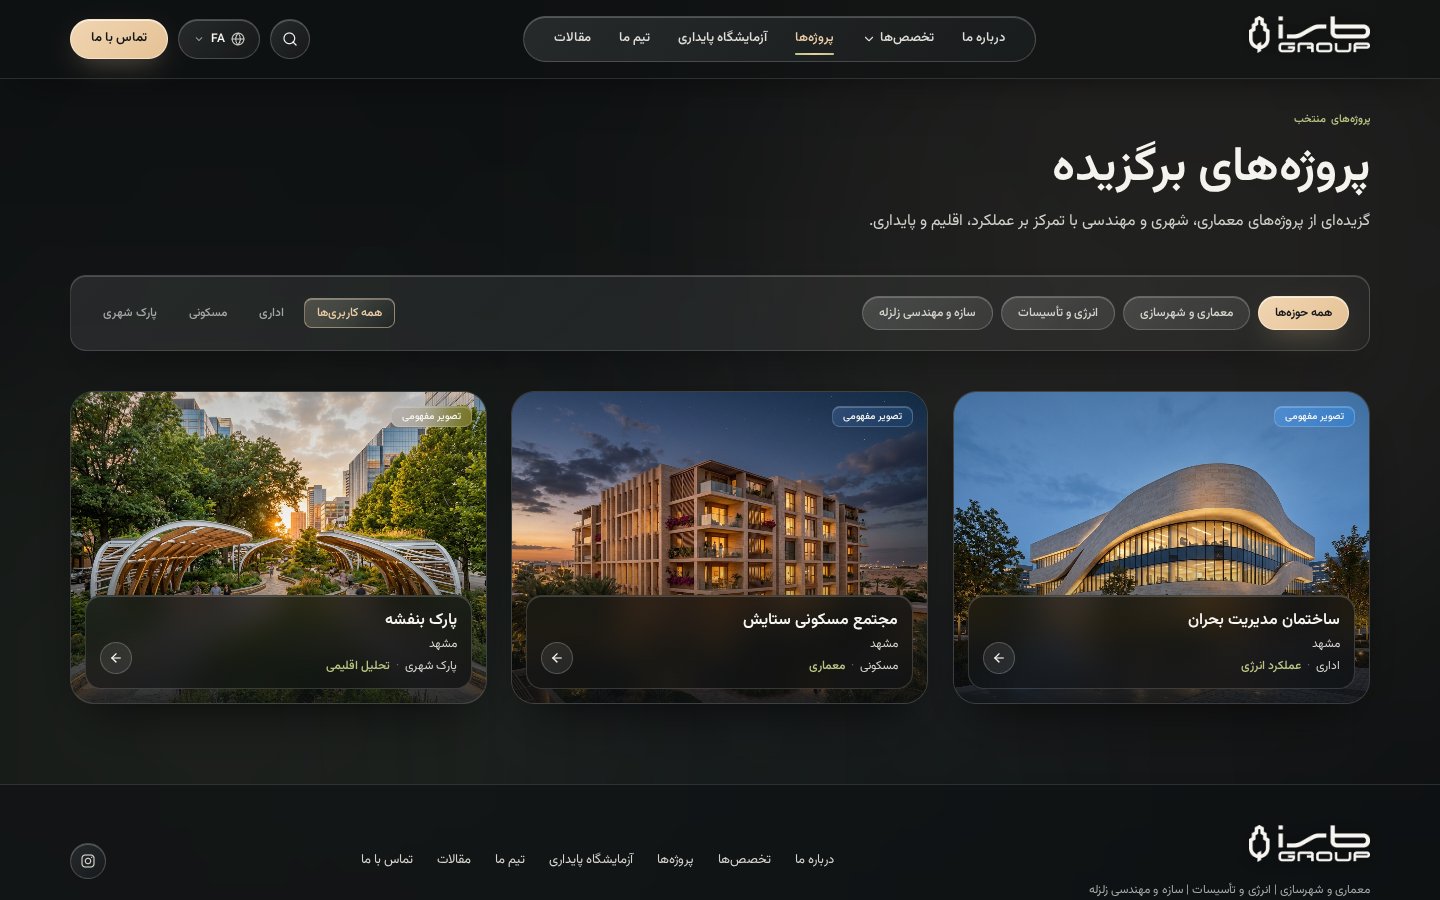 GROUP
درباره ما
تخصص‌ها
پروژه‌ها
آزمایشگاه پایداری
تیم ما
مقالات
FA
تماس با ما
پروژه‌های منتخب
پروژه‌های برگزیده
گزیده‌ای از پروژه‌های معماری، شهری و مهندسی با تمرکز بر عملکرد، اقلیم و پایداری.
همه حوزه‌ها
معماری و شهرسازی
انرژی و تأسیسات
سازه و مهندسی زلزله
همه کاربری‌ها
اداری
مسکونی
پارک شهری
تصویر مفهومی
ساختمان مدیریت بحران
مشهد
اداری · عملکرد انرژی
تصویر مفهومی
مجتمع مسکونی ستایش
مشهد
مسکونی · معماری
تصویر مفهومی
پارک بنفشه
مشهد
پارک شهری · تحلیل اقلیمی
GROUP
معماری و شهرسازی | انرژی و تأسیسات | سازه و مهندسی زلزله
درباره ما
تخصص‌ها
پروژه‌ها
آزمایشگاه پایداری
تیم ما
مقالات
تماس با ما